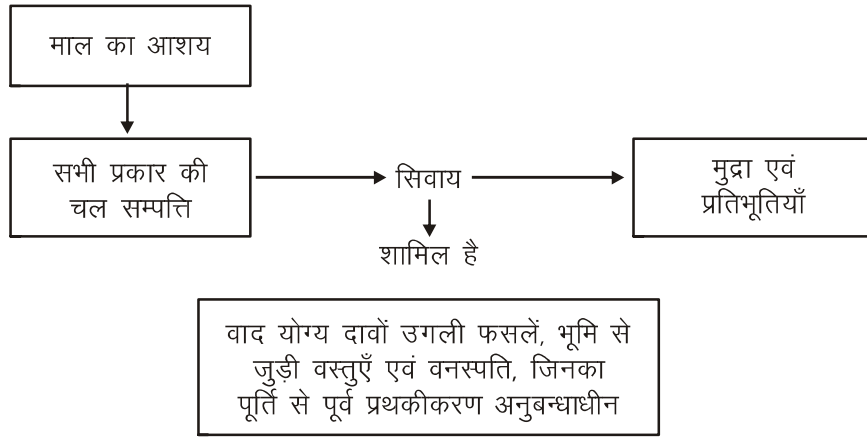 माल का आशय
सभी प्रकार की
चल सम्पत्ति
सिवाय
मुद्रा एवं
प्रतिभूतियाँ
शामिल है
वाद योग्य दावों उगली फसलें, भूमि से
जुड़ी वस्तुएँ एवं वनस्पति, जिनका
पूर्ति से पूर्व प्रथकीकरण अनुबन्धाधीन